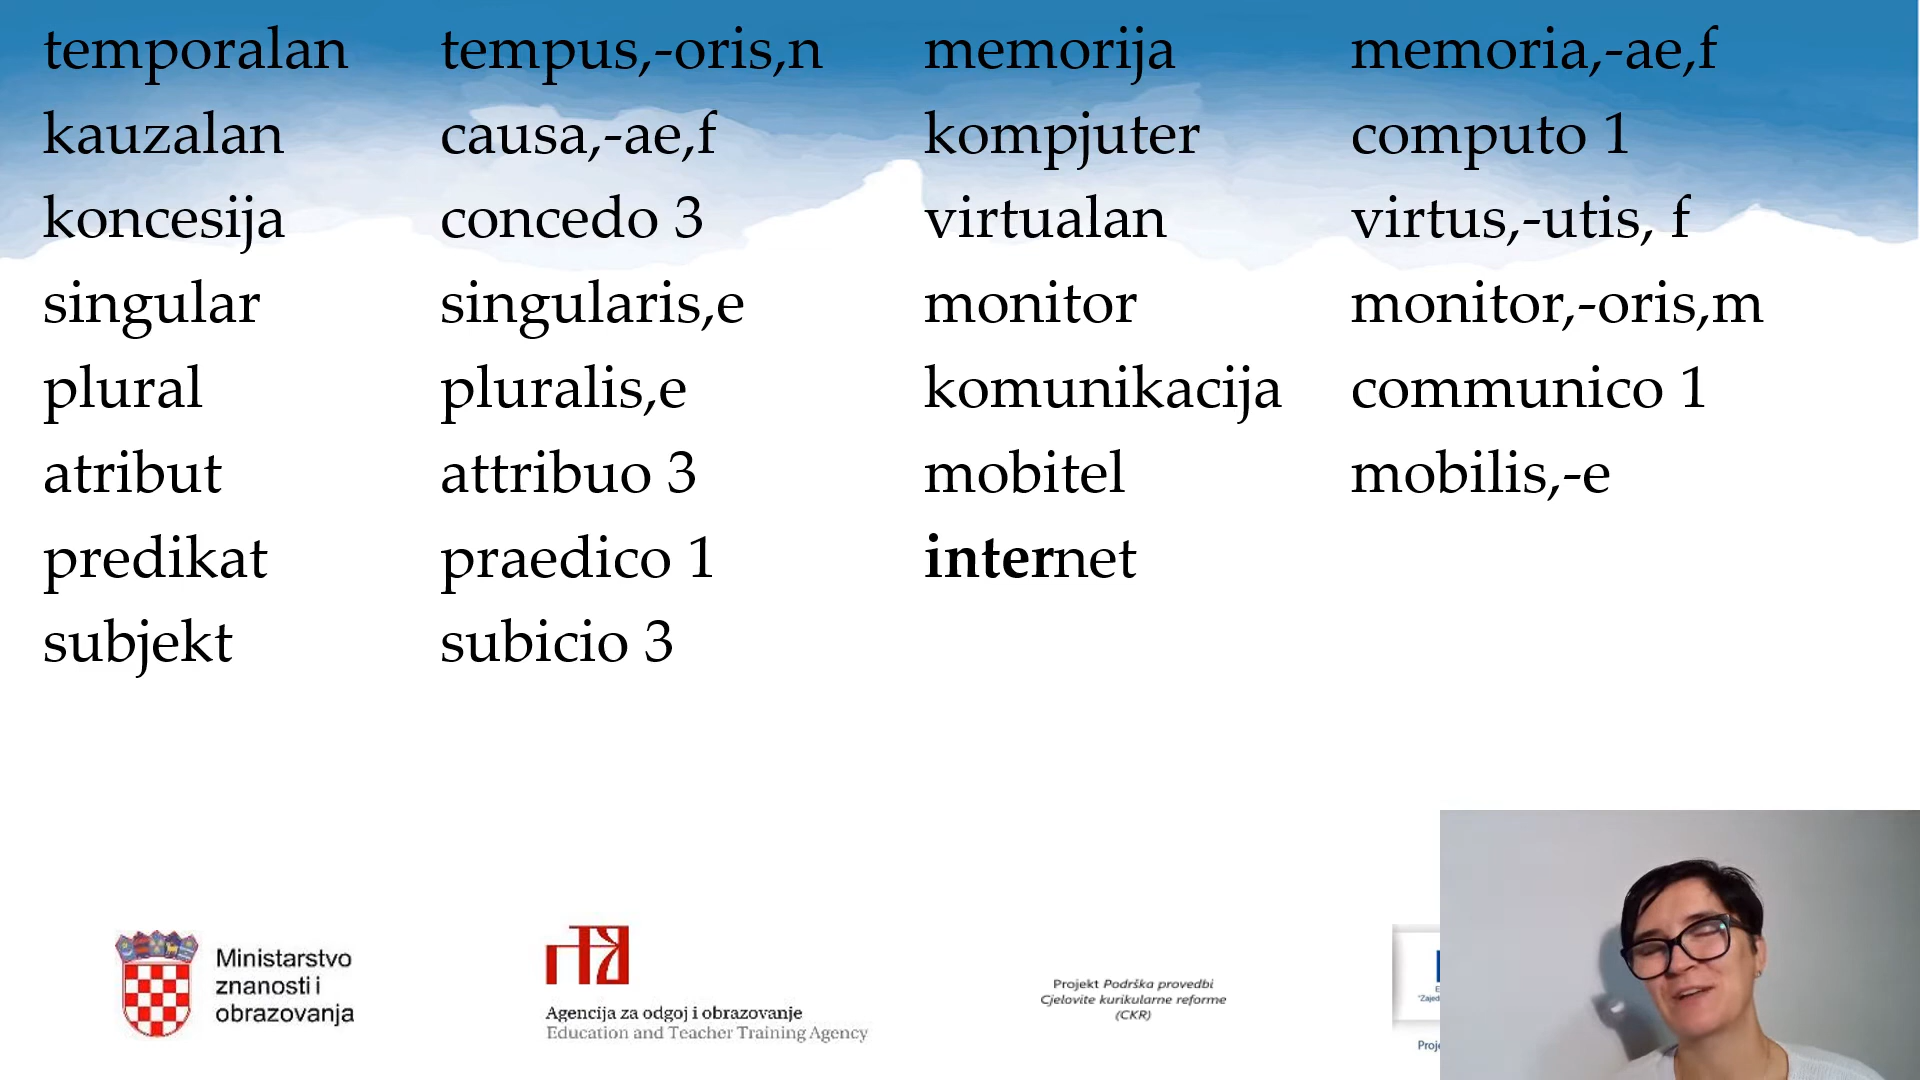 temporalan tempus,-oris,n memorija memoria,-ae,f
kauzalan causa,-ae,f kompjuter computo 1
koncesija concedo 3 virtualan virtus,-utis, f
singular singularis,e monitor monitor,-oris,m
plural pluralis,e komunikacija communico 1
atribut attribuo 3 mobitel mobilis,-e
predikat praedico 1 internet
subjekt subicio 3
Ministarstvo
znanosti i
obrazovanja
Agencija za odgoj i obrazovanje
Education and Teacher Training Agency
Projekt Podrška provedbi
Cjelovite kurikularne reforme
(CKR)